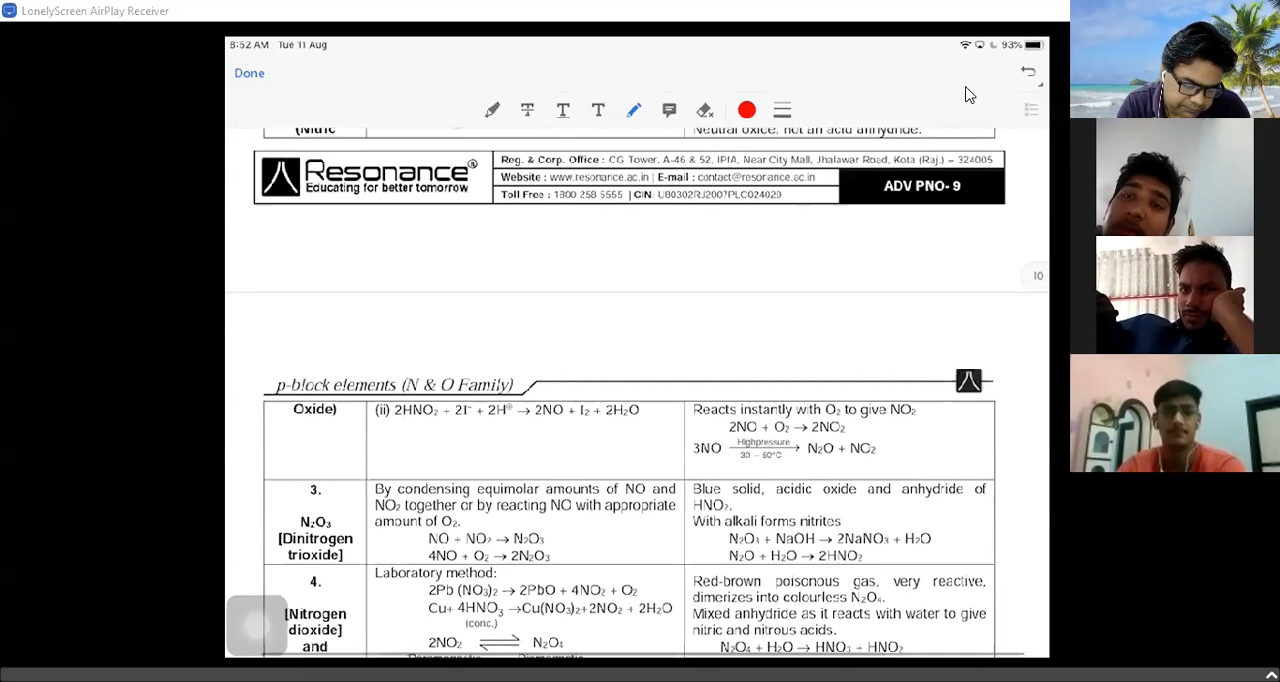 LonelyScreen AirPlay Receiver
8:52 AM Tue 11 Aug
93%
Done
T T T
(Nitric
Neutral oxide, not an acid anhydride.
Resonance®
Educating for better tomorrow
Reg. & Corp. Office : CG Tower, A-46 & 52, IPIA, Near City Mall, Jhalawar Road, Kota (Raj.) – 324005
Website : www.resonance.ac.in | E-mail : contact@resonance.ac.in
Toll Free : 1800 258 5555 | CIN: U80302RJ2007PLC024029
ADV PNO- 9
10
p-block elements (N & O Family)
Oxide)
(ii) 2HNO₂ + 2I⁻ + 2H⊕ → 2NO + I₂ + 2H₂O
Reacts instantly with O₂ to give NO₂
2NO + O₂ → 2NO₂
3NO High pressure 30 – 50°C → N₂O + NO₂
3.
N₂O₃
[Dinitrogen
trioxide]
By condensing equimolar amounts of NO and
NO₂ together or by reacting NO with appropriate
amount of O₂.
NO + NO₂ → N₂O₃
4NO + O₂ → 2N₂O₃
Blue solid, acidic oxide and anhydride of
HNO₂.
With alkali forms nitrites
N₂O₃ + NaOH → 2NaNO₃ + H₂O
N₂O + H₂O → 2HNO₂
4.
[Nitrogen
dioxide]
and
Laboratory method:
2Pb (NO₃)₂ → 2PbO + 4NO₂ + O₂
Cu+ 4HNO₃ →Cu(NO₃)₂+2NO₂ + 2H₂O
(conc.)
2NO₂ ⇌ N₂O₄
Red-brown poisonous gas, very reactive,
dimerizes into colourless N₂O₄.
Mixed anhydride as it reacts with water to give
nitric and nitrous acids.
N₂O₄ + H₂O → HNO₃ + HNO₂